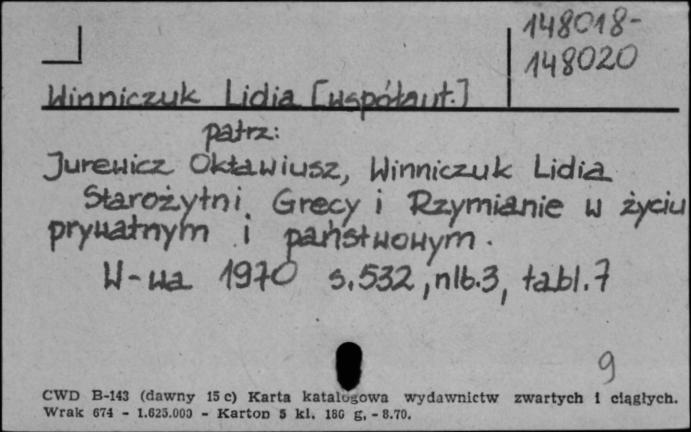 148018-
148020
Winniczuk Lidia [współaut.]
patrz:
Jurewicz Oktawiusz, Winniczuk Lidia
Starożytni Grecy i Rzymianie w życiu
prywatnym i państwowym.
W-wa 1970 s. 532, nlb. 3, tabl. 7
9
CWD B-143 (dawny 15 c) Karta katalogowa wydawnictw zwartych i ciągłych.
Wrak 674 - 1.625.000 - Karton 5 kl. 180 g. - 8.70.